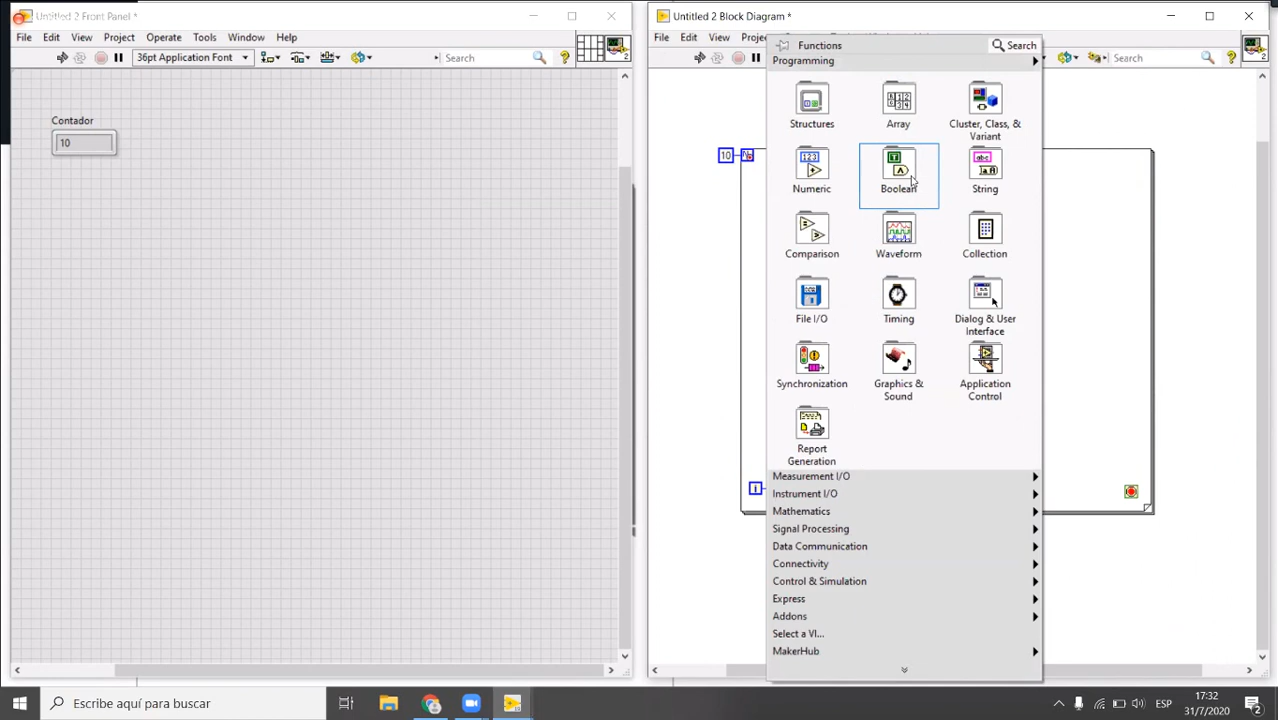 Untitled 2 Front Panel *
File Edit View Project Operate Tools Window Help
36pt Application Font
Search
Contador
10
Untitled 2 Block Diagram *
File Edit View
Search
10
i
Functions
Search
Programming
Structures
Array
Cluster, Class, &
Variant
Numeric
Boolean
String
Comparison
Waveform
Collection
File I/O
Timing
Dialog & User
Interface
Synchronization
Graphics &
Sound
Application
Control
Report
Generation
Measurement I/O
Instrument I/O
Mathematics
Signal Processing
Data Communication
Connectivity
Control & Simulation
Express
Addons
Select a VI...
MakerHub
Escribe aquí para buscar
ESP
17:32
31/7/2020
2